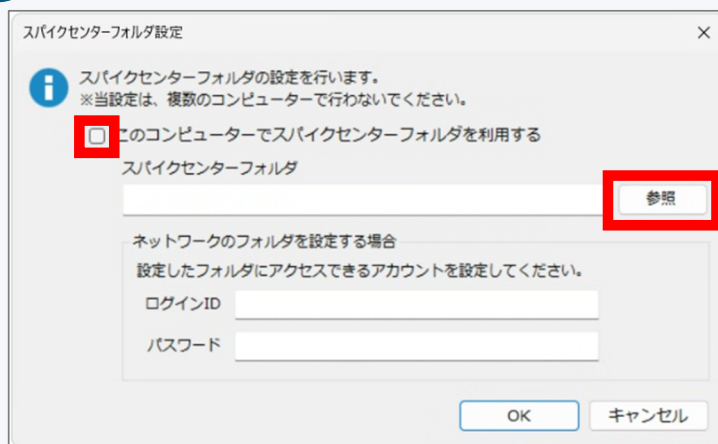 スパイクセンターフォルダ設定
スパイクセンターフォルダの設定を行います。
※当設定は、複数のコンピューターで行わないでください。
このコンピューターでスパイクセンターフォルダを利用する
スパイクセンターフォルダ
参照
ネットワークのフォルダを設定する場合
設定したフォルダにアクセスできるアカウントを設定してください。
ログインID
パスワード
OK キャンセル